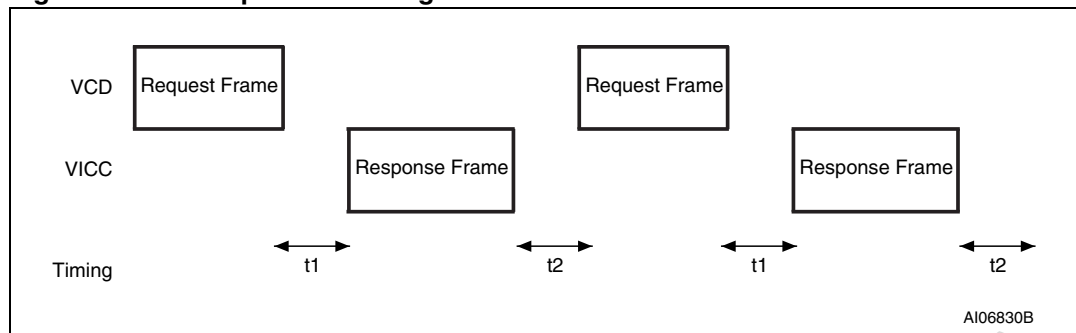 VCD Request Frame Request Frame
VICC Response Frame Response Frame
Timing t1 t2 t1 t2
AI06830B